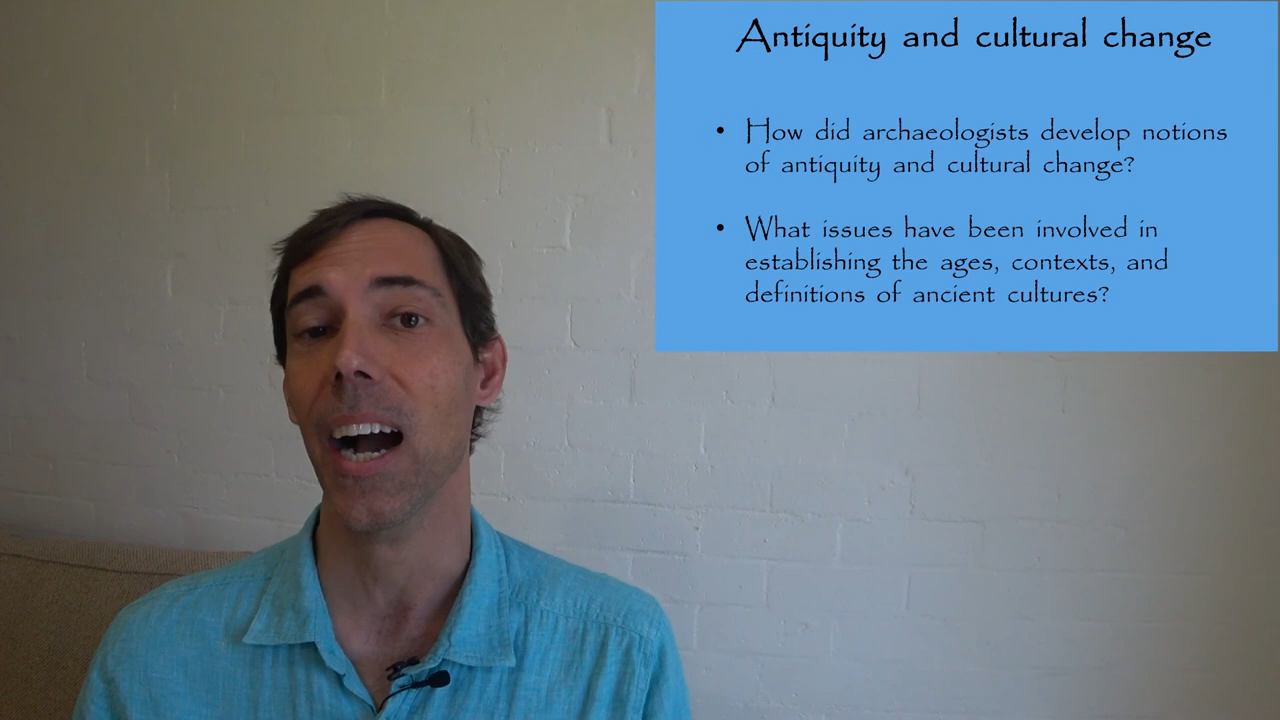 Antiquity and cultural change
• How did archaeologists develop notions
of antiquity and cultural change?
• What issues have been involved in
establishing the ages, contexts, and
definitions of ancient cultures?